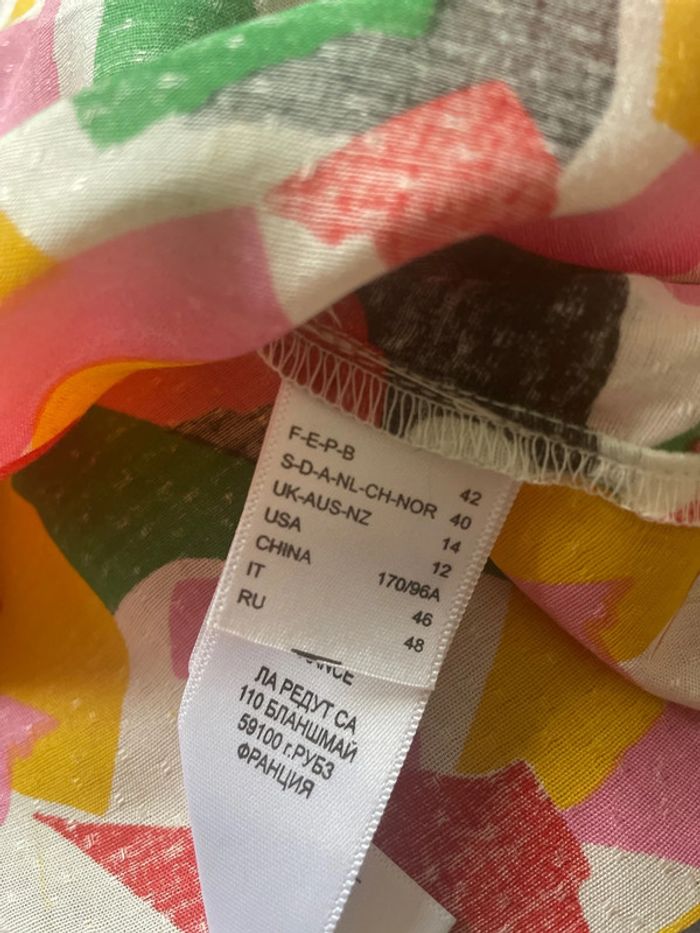 F-E-P-B 42
S-D-A-NL-CH-NOR 40
UK-AUS-NZ 14
USA 12
CHINA 170/96A
IT 46
RU 48
ЛА РЕДУТ СА
110 БЛАНШМАЙ
59100 г.РУБЗ
ФРАНЦИЯ